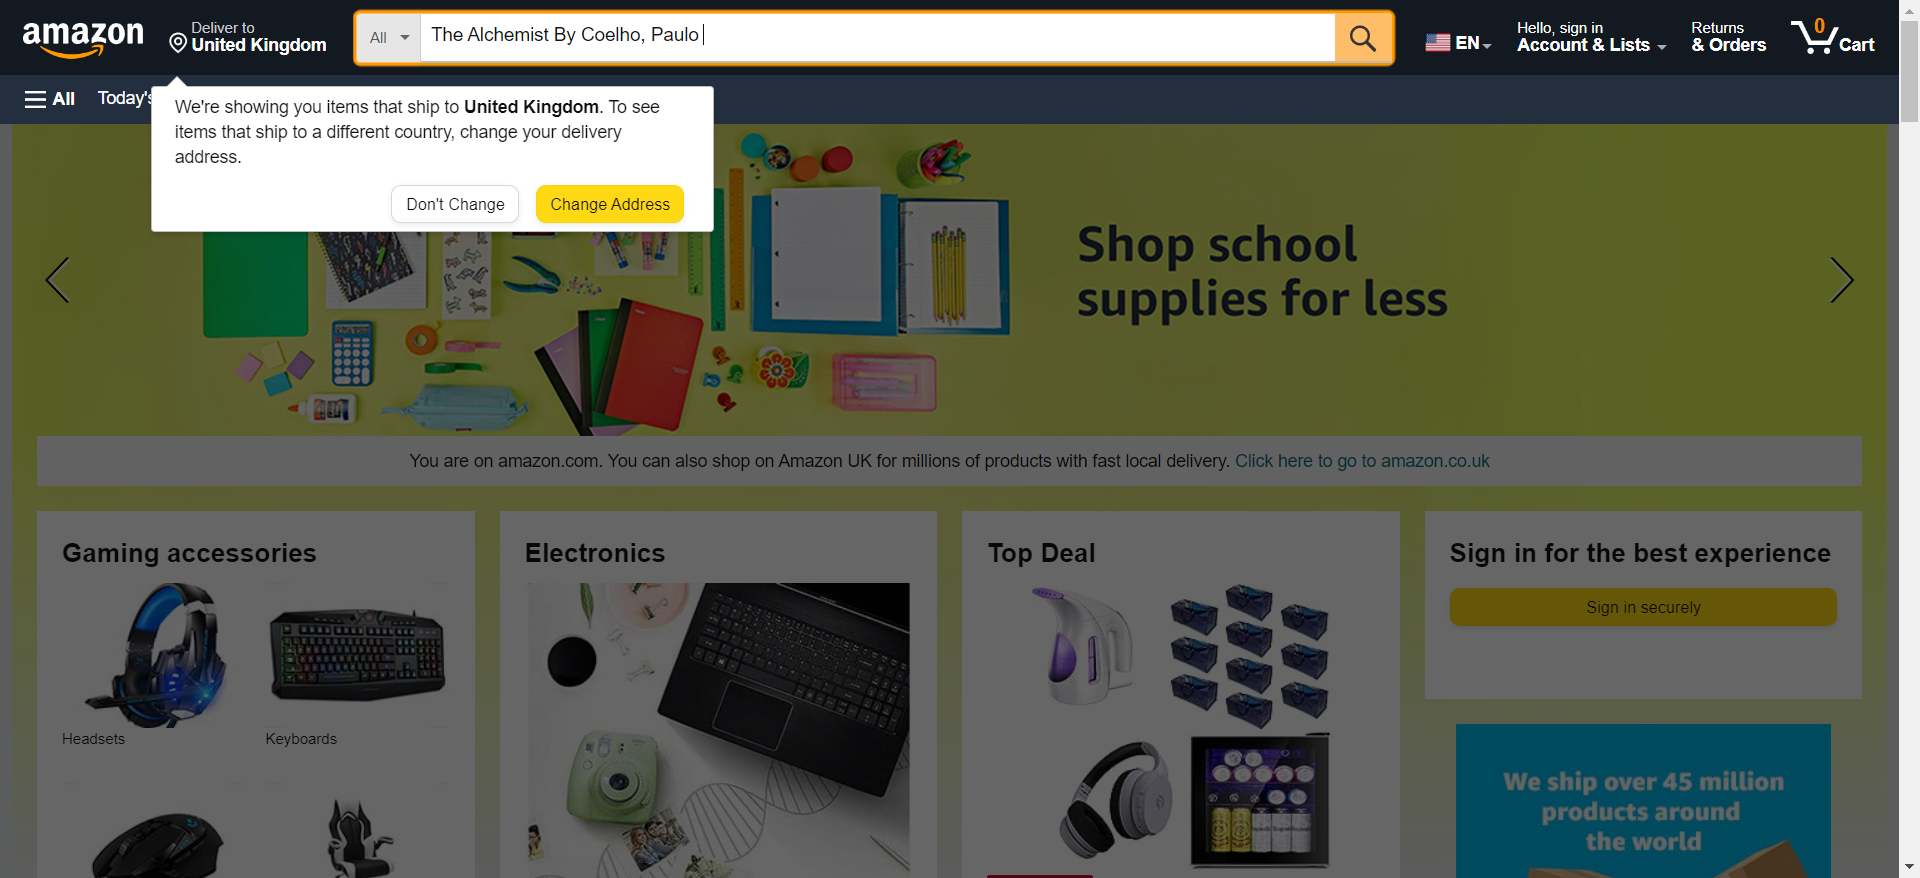 amazon
Deliver to
United Kingdom
All
The Alchemist By Coelho, Paulo
EN
Hello, sign in
Account & Lists
Returns
& Orders
0
Cart
All
Today's
We're showing you items that ship to United Kingdom. To see
items that ship to a different country, change your delivery
address.
Don't Change
Change Address
Shop school
supplies for less
You are on amazon.com. You can also shop on Amazon UK for millions of products with fast local delivery. Click here to go to amazon.co.uk
Gaming accessories
Headsets
Keyboards
Electronics
Top Deal
Sign in for the best experience
Sign in securely
We ship over 45 million
products around
the world